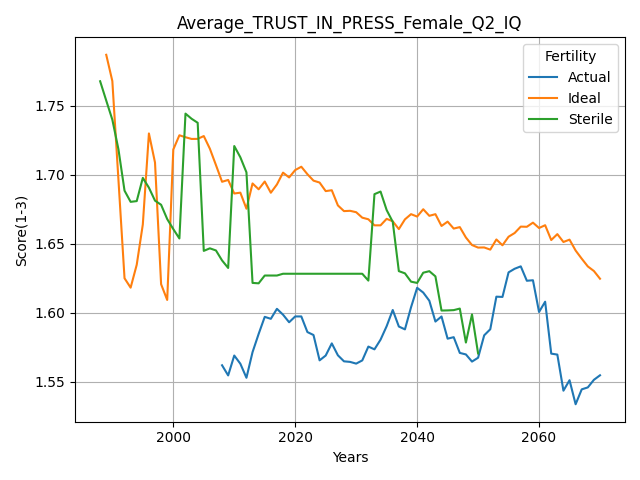 Average_TRUST_IN_PRESS_Female_Q2_IQ
Fertility
Actual
Ideal
Sterile
Score(1-3)
1.75
1.70
1.65
1.60
1.55
2000 2020 2040 2060
Years